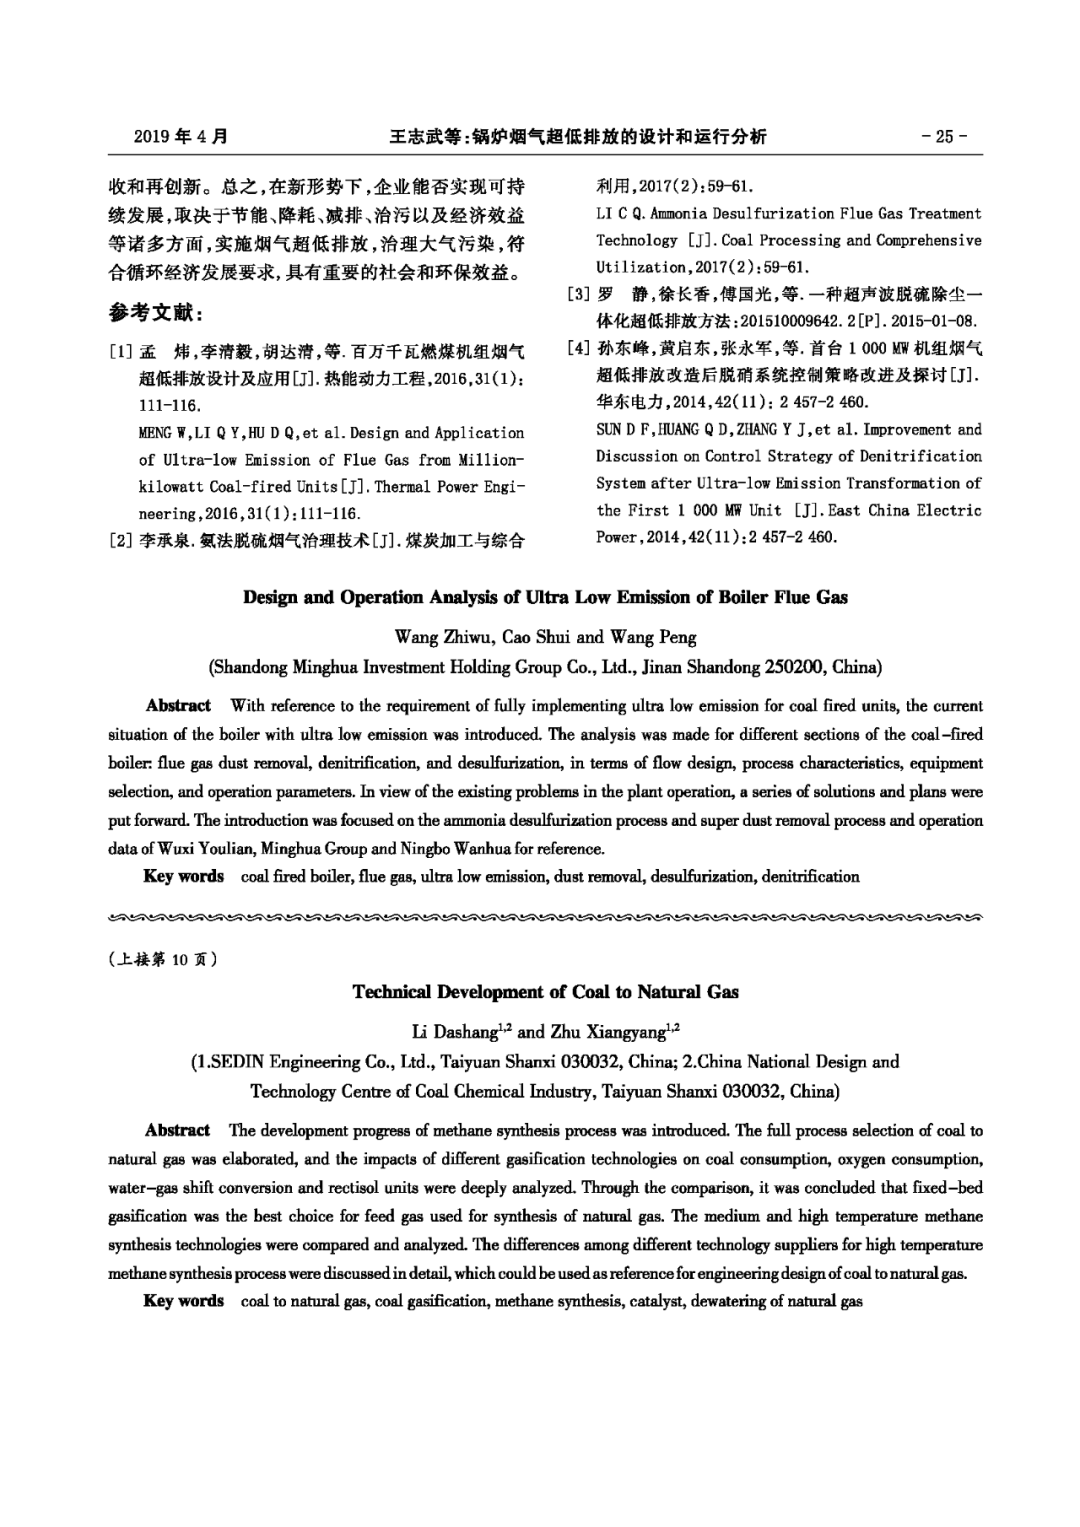 2019 年 4 月 王志武等:锅炉烟气超低排放的设计和运行分析 - 25 -
收和再创新。总之,在新形势下,企业能否实现可持
续发展,取决于节能、降耗、减排、治污以及经济效益
等诸多方面,实施烟气超低排放,治理大气污染,符
合循环经济发展要求,具有重要的社会和环保效益。
参考文献:
[1] 孟　炜,李清毅,胡达清,等. 百万千瓦燃煤机组烟气
超低排放设计及应用[J]. 热能动力工程,2016,31(1):
111-116.
MENG W,LI Q Y,HU D Q,et al. Design and Application
of Ultra-low Emission of Flue Gas from Million-
kilowatt Coal-fired Units[J]. Thermal Power Engi-
neering,2016,31(1):111-116.
[2] 李承泉. 氨法脱硫烟气治理技术[J]. 煤炭加工与综合
利用,2017(2):59-61.
LI C Q. Ammonia Desulfurization Flue Gas Treatment
Technology [J]. Coal Processing and Comprehensive
Utilization,2017(2):59-61.
[3] 罗　静,徐长香,傅国光,等. 一种超声波脱硫除尘一
体化超低排放方法:201510009642. 2[P]. 2015-01-08.
[4] 孙东峰,黄启东,张永军,等. 首台 1 000 MW 机组烟气
超低排放改造后脱硝系统控制策略改进及探讨[J].
华东电力,2014,42(11): 2 457-2 460.
SUN D F,HUANG Q D,ZHANG Y J,et al. Improvement and
Discussion on Control Strategy of Denitrification
System after Ultra-low Emission Transformation of
the First 1 000 MW Unit [J]. East China Electric
Power,2014,42(11):2 457-2 460.
Design and Operation Analysis of Ultra Low Emission of Boiler Flue Gas
Wang Zhiwu, Cao Shui and Wang Peng
(Shandong Minghua Investment Holding Group Co., Ltd., Jinan Shandong 250200, China)
Abstract With reference to the requirement of fully implementing ultra low emission for coal fired units, the current
situation of the boiler with ultra low emission was introduced. The analysis was made for different sections of the coal-fired
boiler: flue gas dust removal, denitrification, and desulfurization, in terms of flow design, process characteristics, equipment
selection, and operation parameters. In view of the existing problems in the plant operation, a series of solutions and plans were
put forward. The introduction was focused on the ammonia desulfurization process and super dust removal process and operation
data of Wuxi Youlian, Minghua Group and Ningbo Wanhua for reference.
Key words coal fired boiler, flue gas, ultra low emission, dust removal, desulfurization, denitrification
(上接第 10 页)
Technical Development of Coal to Natural Gas
Li Dashang1,2 and Zhu Xiangyang1,2
(1.SEDIN Engineering Co., Ltd., Taiyuan Shanxi 030032, China; 2.China National Design and
Technology Centre of Coal Chemical Industry, Taiyuan Shanxi 030032, China)
Abstract The development progress of methane synthesis process was introduced. The full process selection of coal to
natural gas was elaborated, and the impacts of different gasification technologies on coal consumption, oxygen consumption,
water-gas shift conversion and rectisol units were deeply analyzed. Through the comparison, it was concluded that fixed-bed
gasification was the best choice for feed gas used for synthesis of natural gas. The medium and high temperature methane
synthesis technologies were compared and analyzed. The differences among different technology suppliers for high temperature
methane synthesis process were discussed in detail, which could be used as reference for engineering design of coal to natural gas.
Key words coal to natural gas, coal gasification, methane synthesis, catalyst, dewatering of natural gas